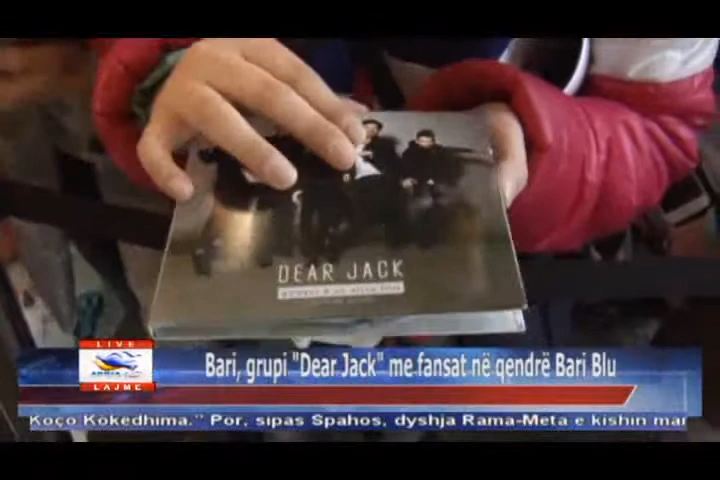 DEAR JACK
LIVE
LAJME
Bari, grupi "Dear Jack" me fansat në qendrë Bari Blu
Koço Kokëdhima." Por, sipas Spahos, dyshja Rama-Meta e kishin mar